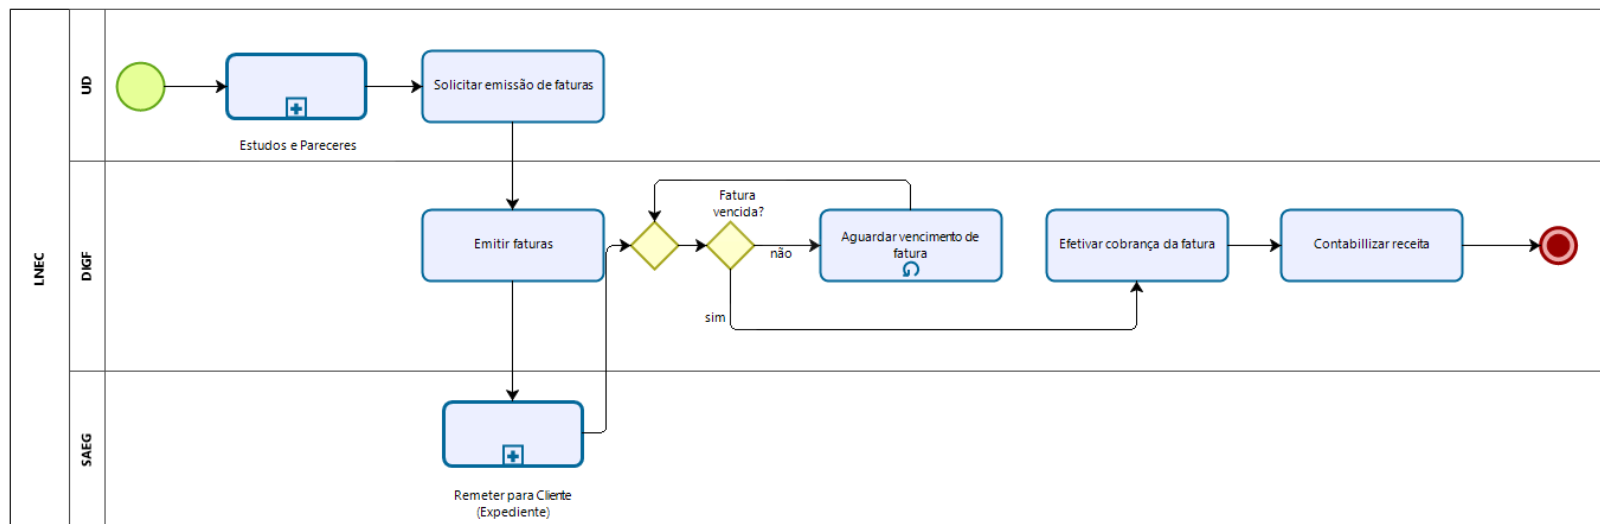 LNEC
UD
Estudos e Pareceres
Solicitar emissão de faturas
DIGF
Emitir faturas
Fatura
vencida?
não
sim
Aguardar vencimento de
fatura
Efetivar cobrança da fatura
Contabillizar receita
SAEG
Remeter para Cliente
(Expediente)